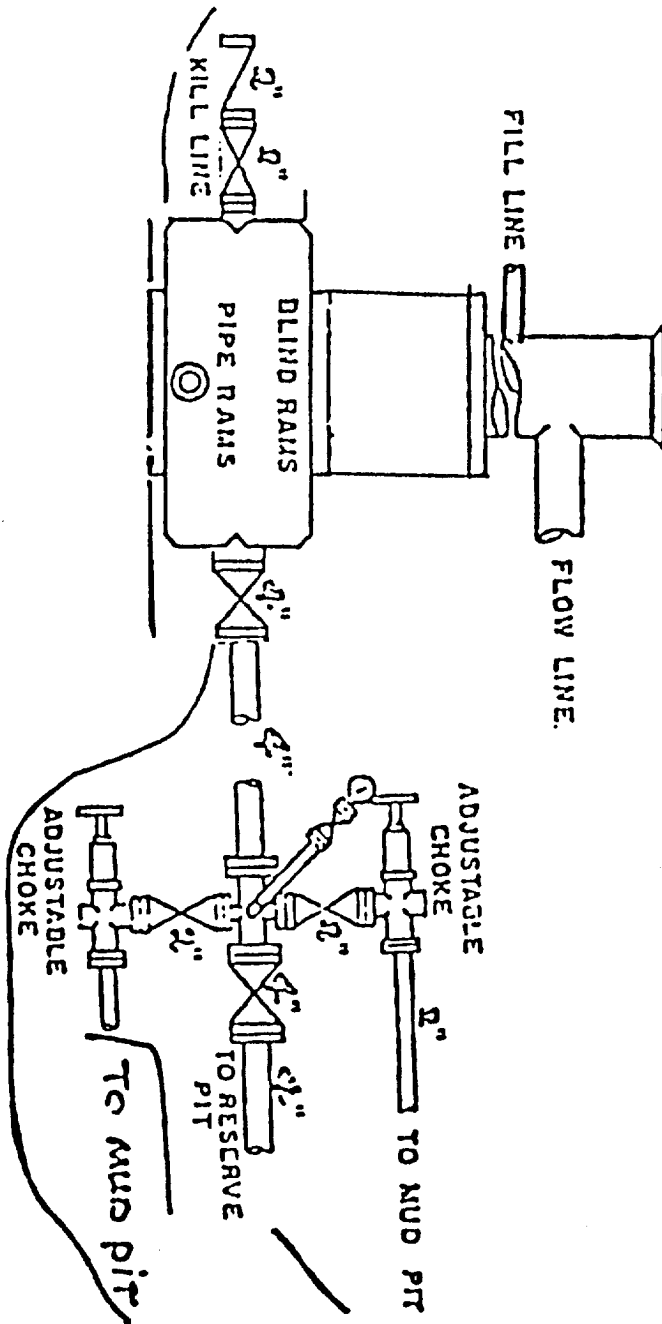 FILL LINE
FLOW LINE.
2"
2"
KILL LINE
BLIND RAMS
PIPE RAMS
4"
4"
ADJUSTABLE
CHOKE
2"
TO MUD PIT
2"
4"
4"
TO RESERVE
PIT
2"
ADJUSTABLE
CHOKE
TO MUD PIT